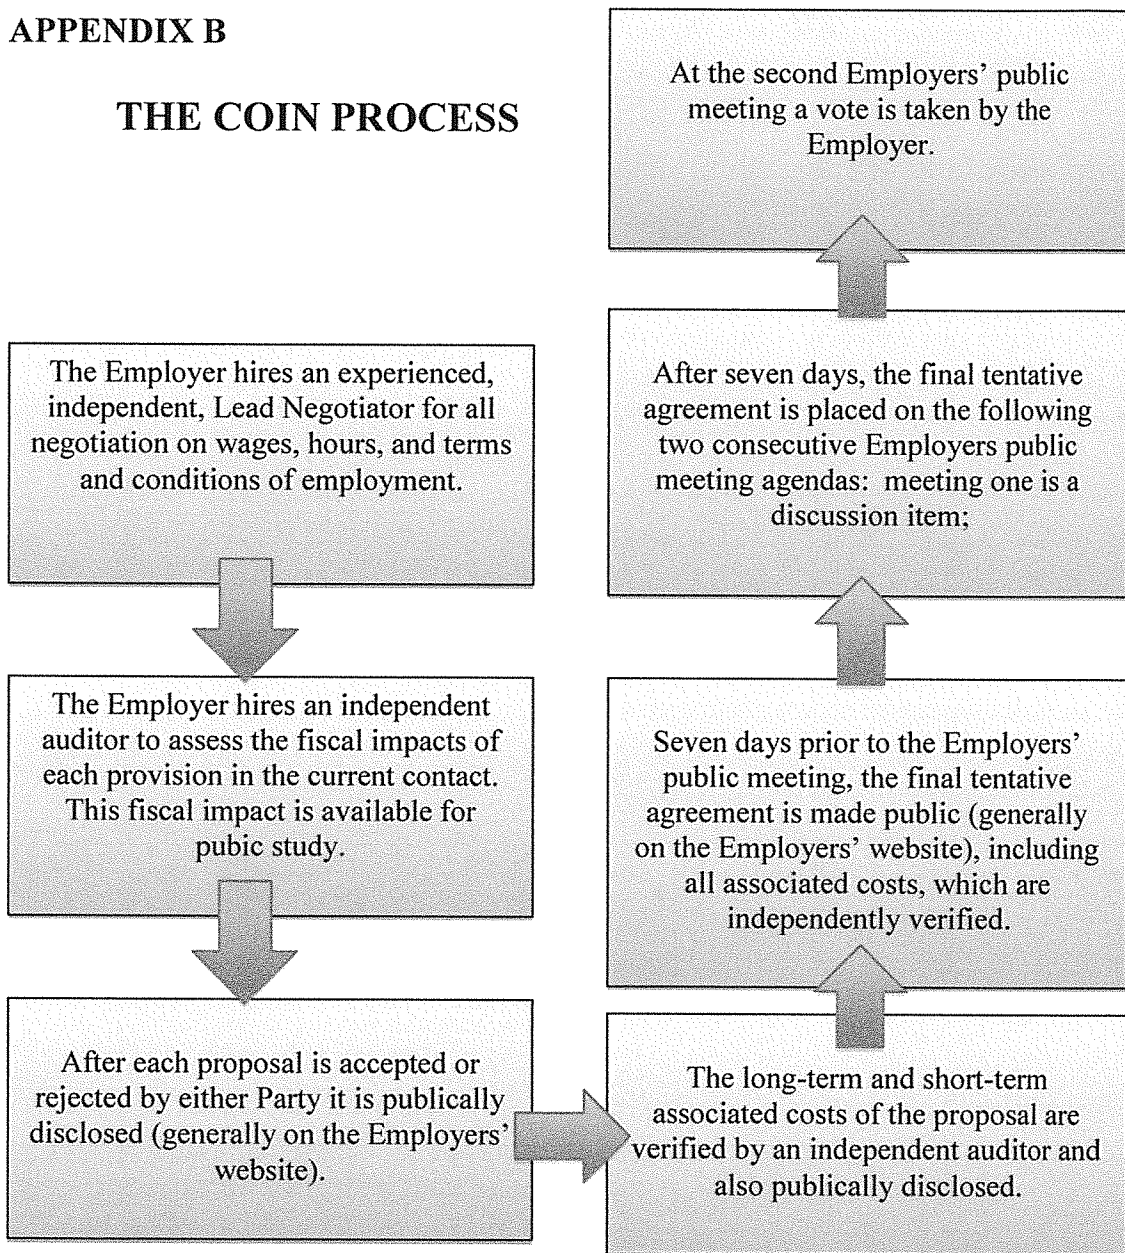 APPENDIX B
THE COIN PROCESS
The Employer hires an experienced,
independent, Lead Negotiator for all
negotiation on wages, hours, and terms
and conditions of employment.
The Employer hires an independent
auditor to assess the fiscal impacts of
each provision in the current contact.
This fiscal impact is available for
pubic study.
After each proposal is accepted or
rejected by either Party it is publically
disclosed (generally on the Employers’
website).
The long-term and short-term
associated costs of the proposal are
verified by an independent auditor and
also publically disclosed.
Seven days prior to the Employers’
public meeting, the final tentative
agreement is made public (generally
on the Employers’ website), including
all associated costs, which are
independently verified.
After seven days, the final tentative
agreement is placed on the following
two consecutive Employers public
meeting agendas: meeting one is a
discussion item;
At the second Employers’ public
meeting a vote is taken by the
Employer.